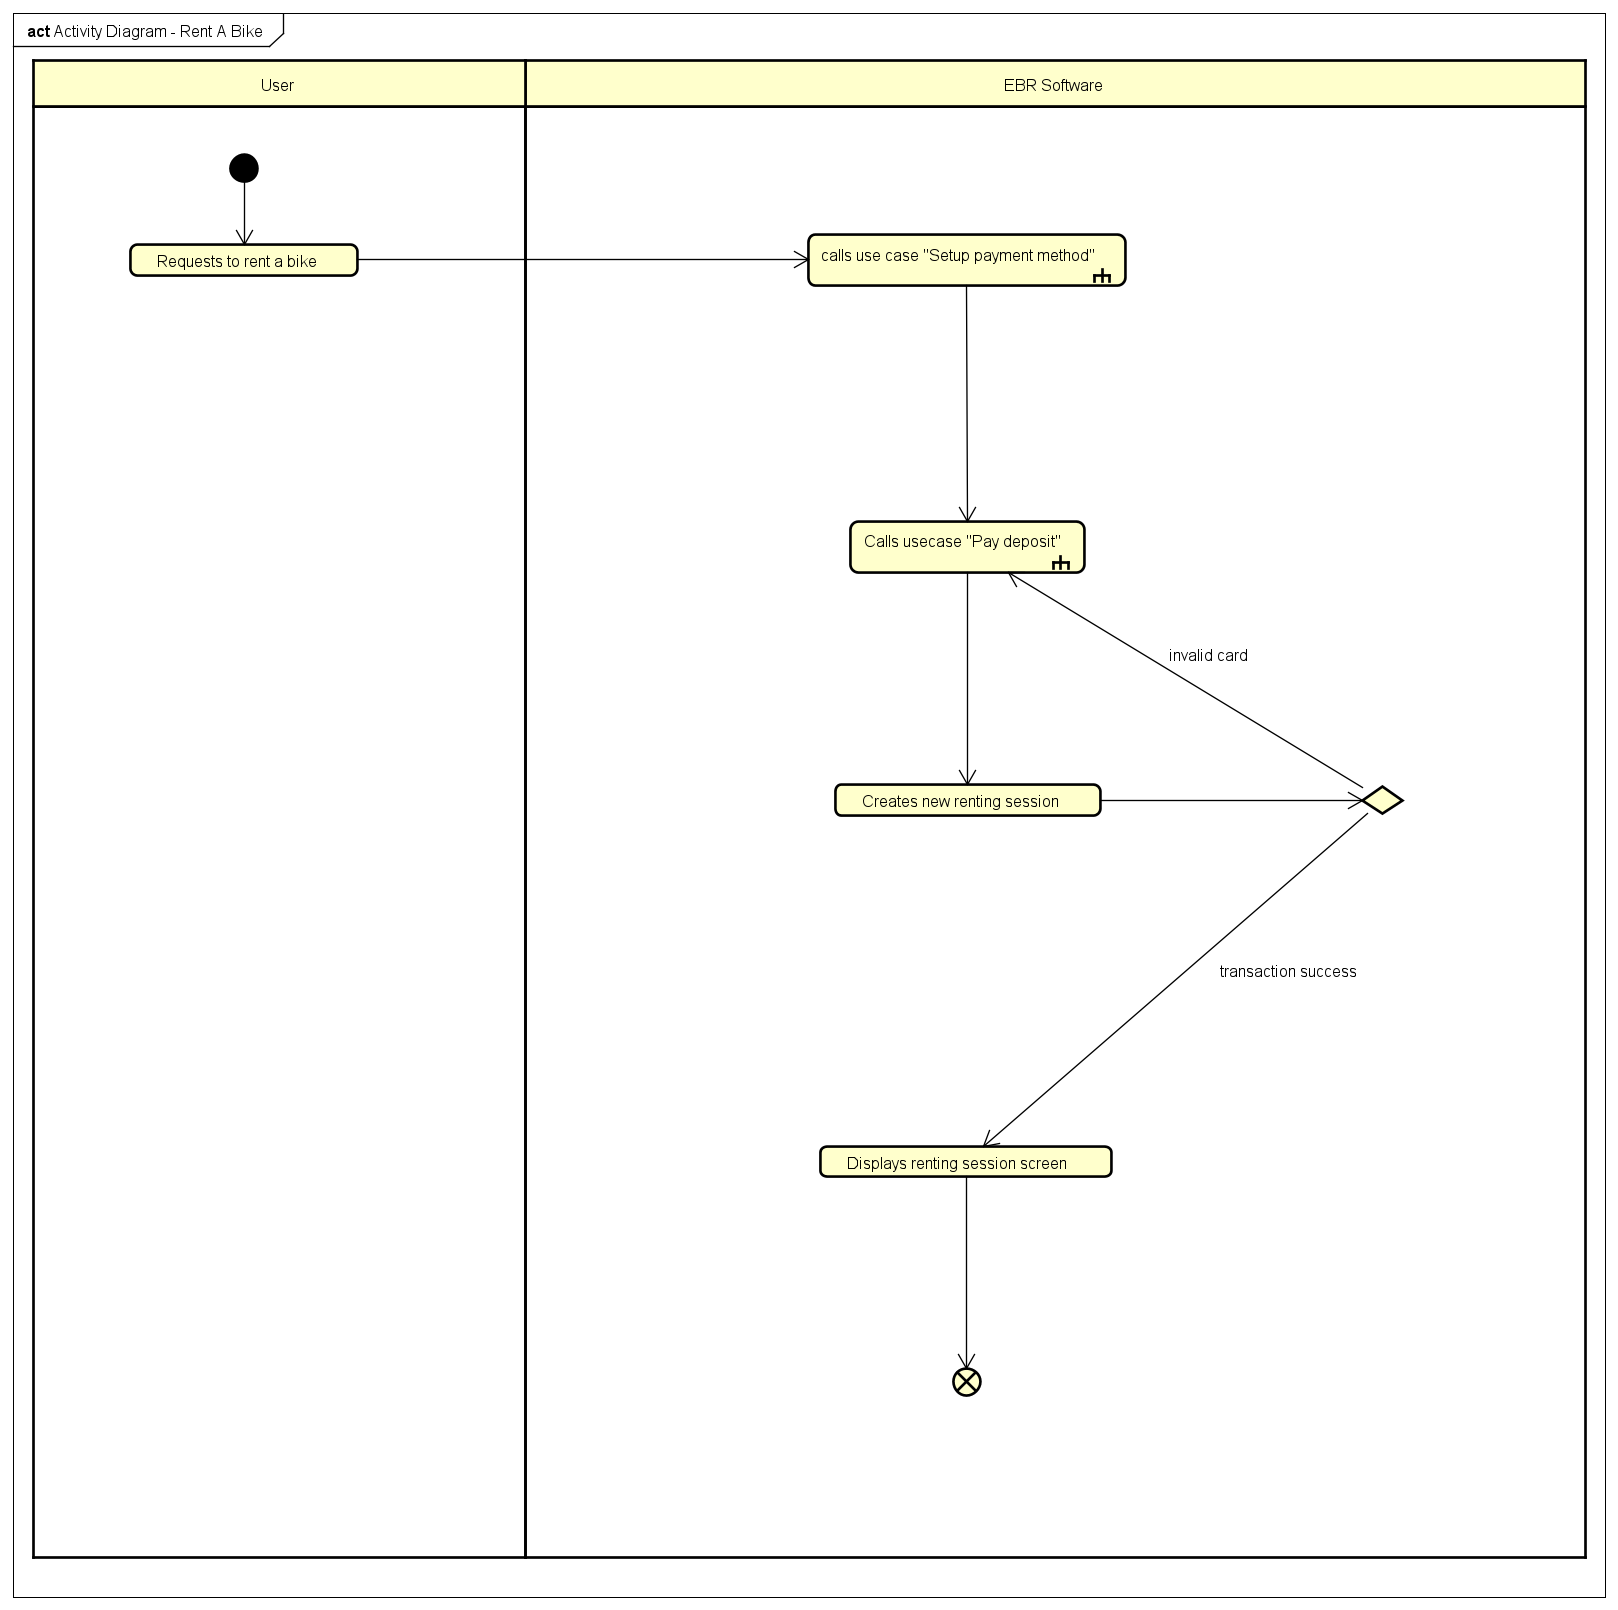 act Activity Diagram - Rent A Bike
User
EBR Software
Requests to rent a bike
calls use case "Setup payment method"
Calls usecase "Pay deposit"
invalid card
Creates new renting session
transaction success
Displays renting session screen